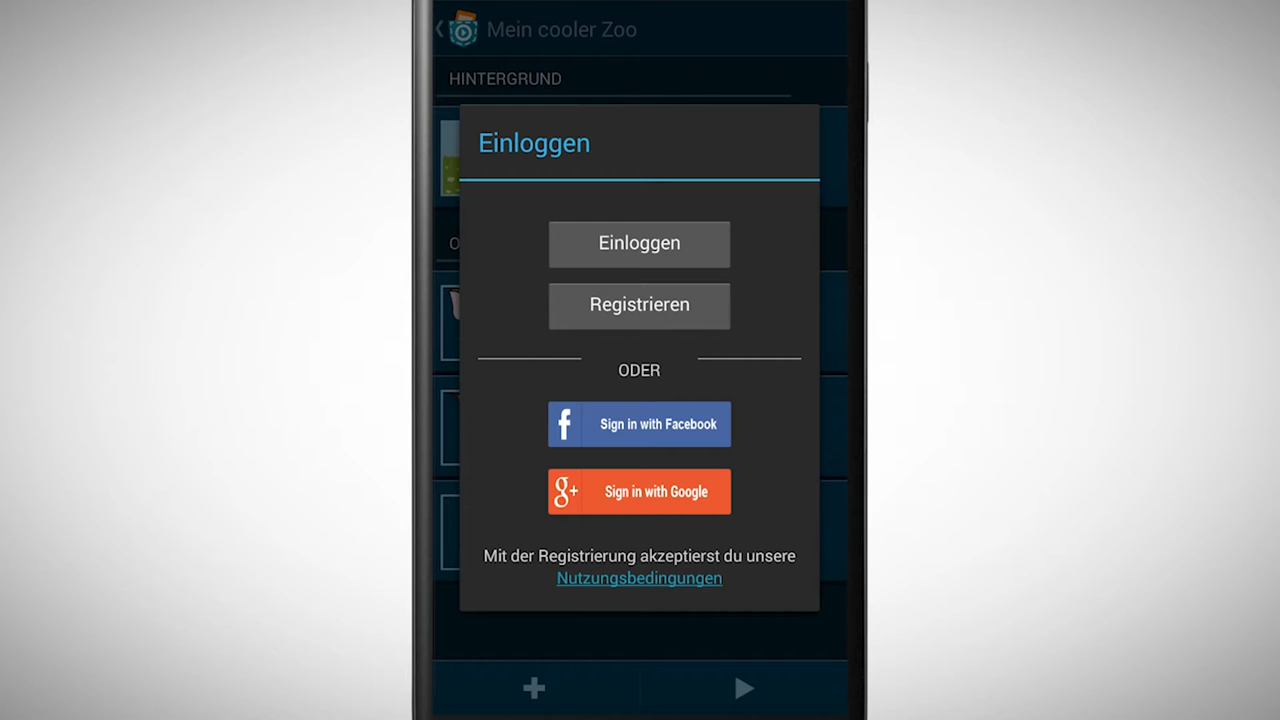 Mein cooler Zoo
HINTERGRUND
Einloggen
Einloggen
Registrieren
ODER
f Sign in with Facebook
g+ Sign in with Google
Mit der Registrierung akzeptierst du unsere
Nutzungsbedingungen